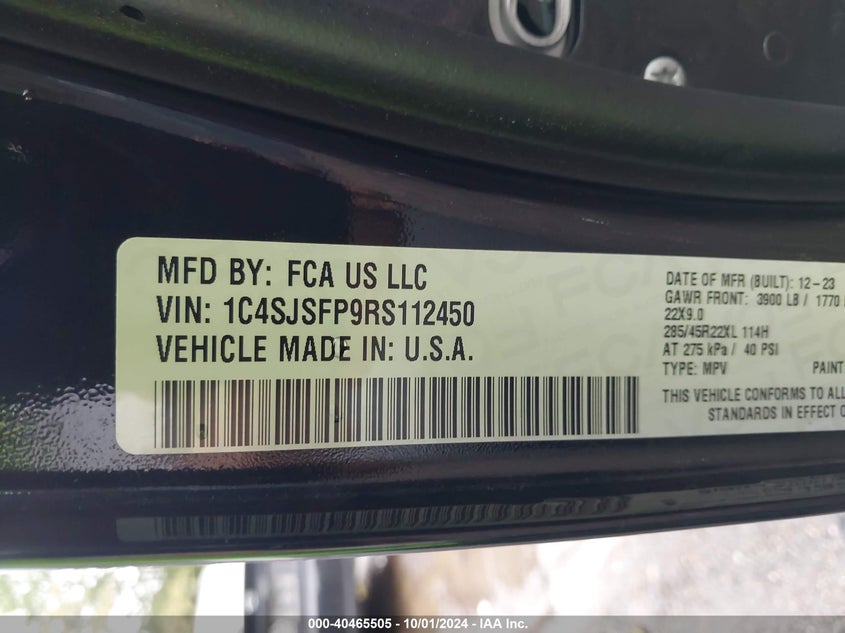 MFD BY: FCA US LLC
VIN: 1C4SJSFP9RS112450
VEHICLE MADE IN: U.S.A.
DATE OF MFR (BUILT): 12-23
GAWR FRONT: 3900 LB / 1770
22X9.0
285/45R22XL 114H
AT 275 kPa / 40 PSI
TYPE: MPV PAINT
THIS VEHICLE CONFORMS TO ALL
STANDARDS IN EFFECT
000-40465505 - 10/01/2024 - IAA Inc.